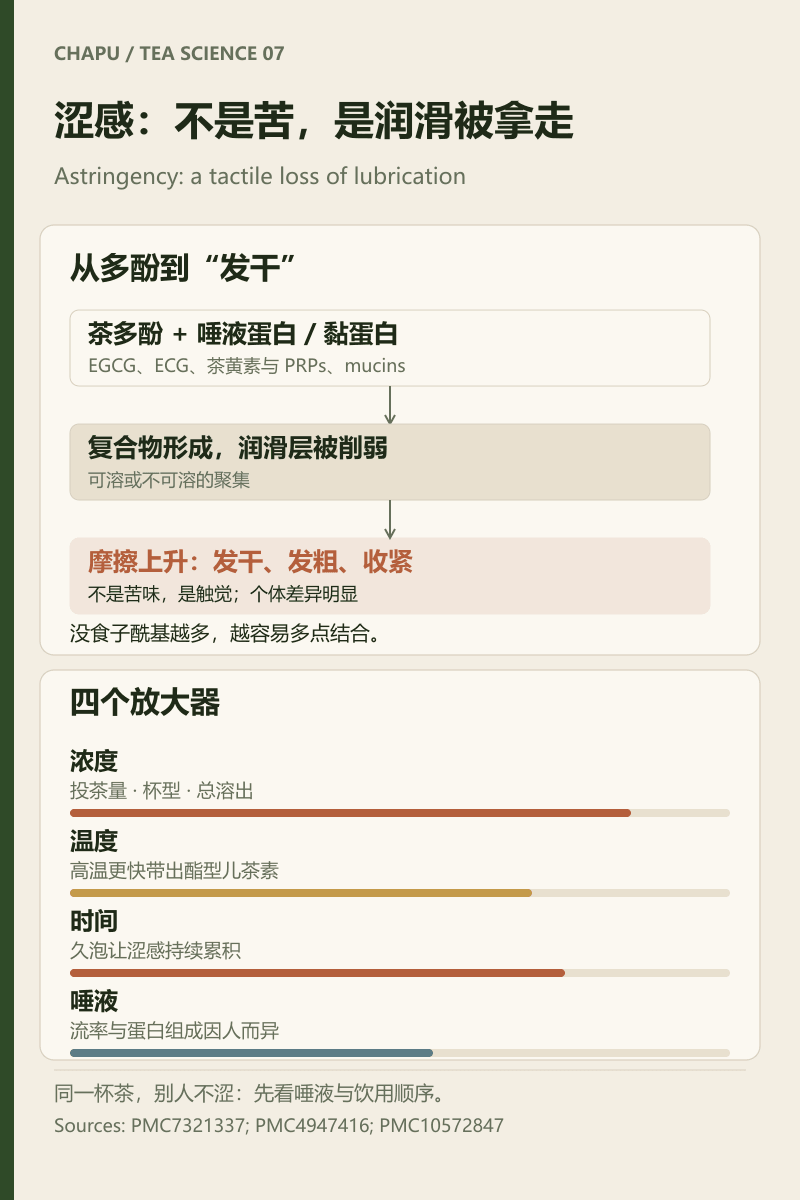 CHAPU / TEA SCIENCE 07
涩感：不是苦，是润滑被拿走
Astringency: a tactile loss of lubrication
从多酚到“发干”
茶多酚 + 唾液蛋白 / 黏蛋白
EGCG、ECG、茶黄素与 PRPs、mucins
复合物形成，润滑层被削弱
可溶或不可溶的聚集
摩擦上升：发干、发粗、收紧
不是苦味，是触觉；个体差异明显
没食子酰基越多，越容易多点结合。
四个放大器
浓度
投茶量 · 杯型 · 总溶出
温度
高温更快带出酯型儿茶素
时间
久泡让涩感持续累积
唾液
流率与蛋白组成因人而异
同一杯茶，别人不涩：先看唾液与饮用顺序。
Sources: PMC7321337; PMC4947416; PMC10572847